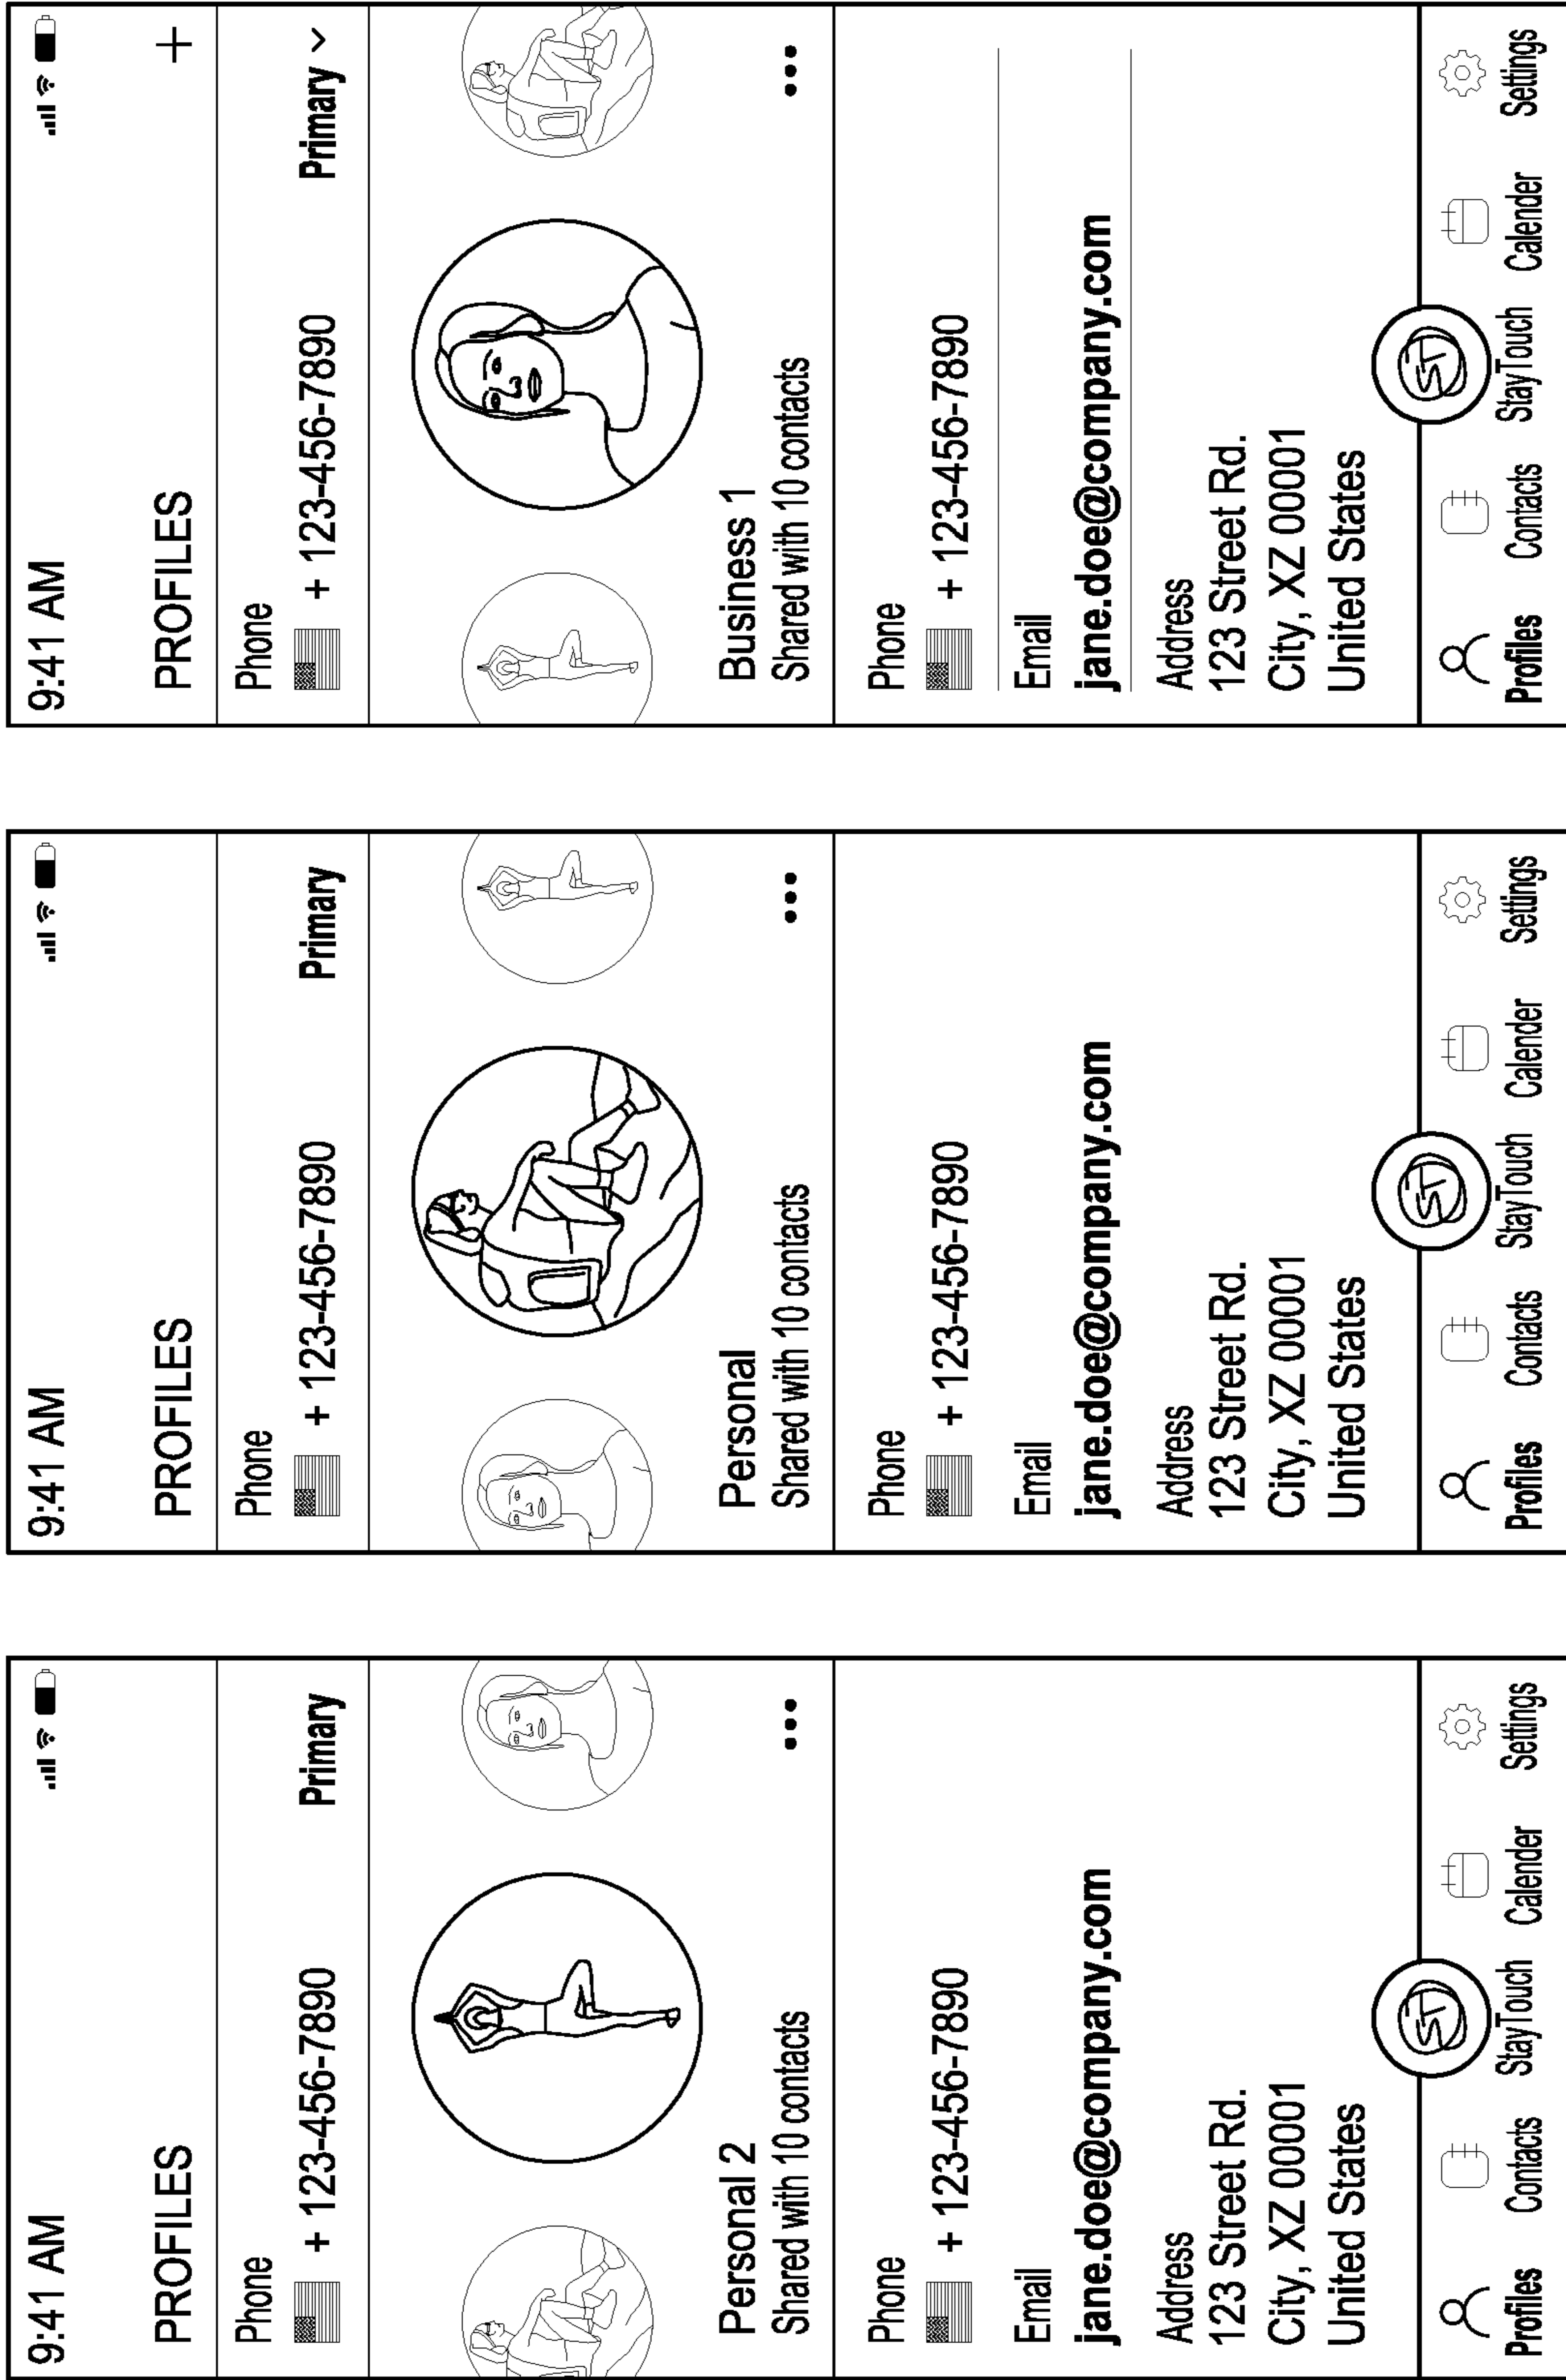 9:41 AM
PROFILES
Phone
+ 123-456-7890 Primary
Personal 2
Shared with 10 contacts
Phone
+ 123-456-7890
Email
jane.doe@company.com
Address
123 Street Rd.
City, XZ 00001
United States
ST
Profiles Contacts StayTouch Calender Settings
9:41 AM
PROFILES
Phone
+ 123-456-7890 Primary
Personal
Shared with 10 contacts
Phone
+ 123-456-7890
Email
jane.doe@company.com
Address
123 Street Rd.
City, XZ 00001
United States
ST
Profiles Contacts StayTouch Calender Settings
9:41 AM
PROFILES +
Phone
+ 123-456-7890 Primary
Business 1
Shared with 10 contacts
Phone
+ 123-456-7890
Email
jane.doe@company.com
Address
123 Street Rd.
City, XZ 00001
United States
ST
Profiles Contacts StayTouch Calender Settings